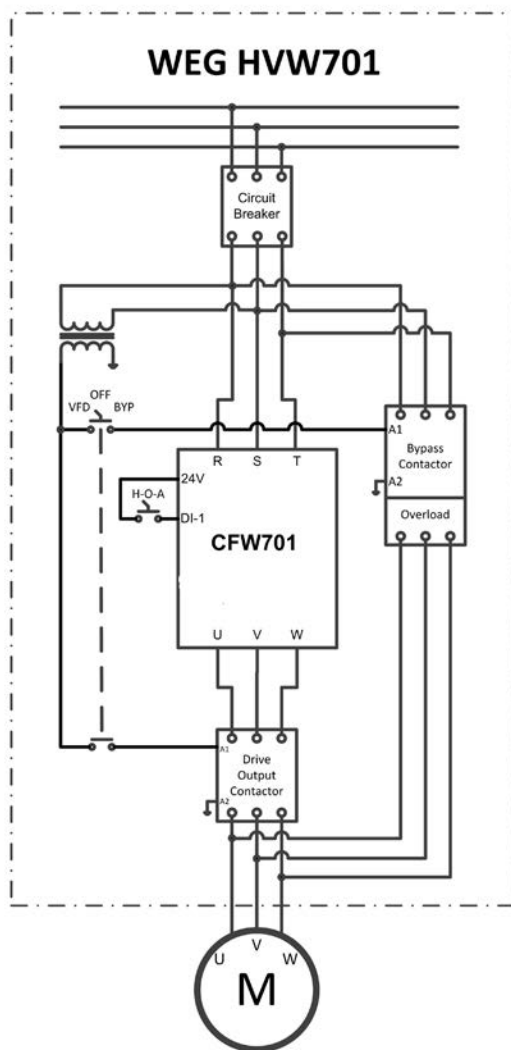 WEG HVW701
Circuit
Breaker
OFF
VFD BYP
A1
Bypass
Contactor
A2
Overload
R S T
24V
H-O-A
DI-1
CFW701
U V W
A1
Drive
Output
Contactor
A2
U V W
M